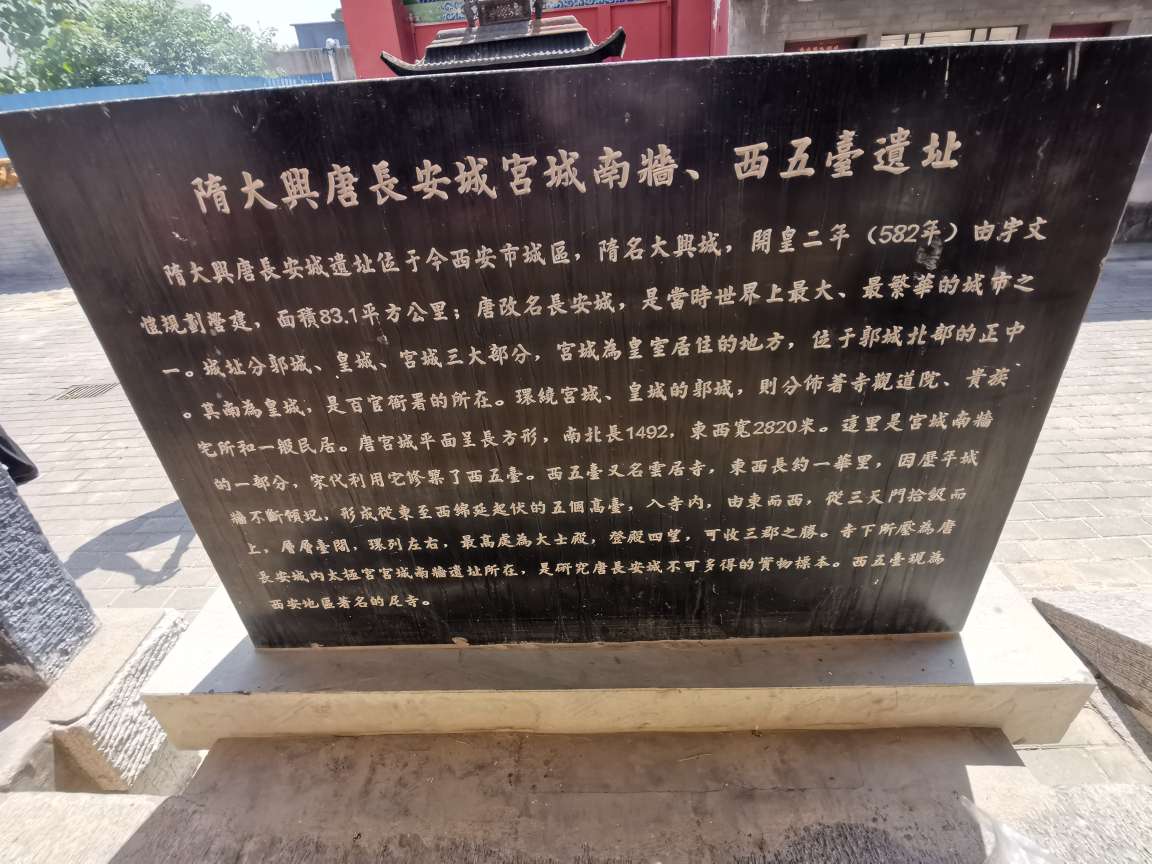 隋大興唐長安城宮城南牆、西五臺遺址
隋大興唐長安城遺址位于今西安市城區，隋名大興城，開皇二年（582年）由宇文
愷規劃營建，面積83.1平方公里；唐改名長安城，是當時世界上最大、最繁華的城市之
一。城址分郭城、皇城、宮城三大部分，宮城為皇室居住的地方，位于郭城北部的正中
。其南為皇城，是百官衙署的所在。環繞宮城、皇城的郭城，則分佈著寺觀道院、貴族
宅所和一般民居。唐宮城平面呈長方形，南北長1492，東西寬2820米。這里是宮城南牆
的一部分，宋代利用它修築了西五臺。西五臺又名雲居寺，東西長約一華里，因歷年城
牆不斷傾圮，形成從東至西綿延起伏的五個高臺，入寺內，由東而西，從三天門拾級而
上，層層臺閣，環列左右，最高處為大士殿，登殿四望，可收三郡之勝。寺下所壓為唐
長安城內太極宮宮城南牆遺址所在，是研究唐長安城不可多得的實物標本。西五臺現為
西安地區著名的尼寺。